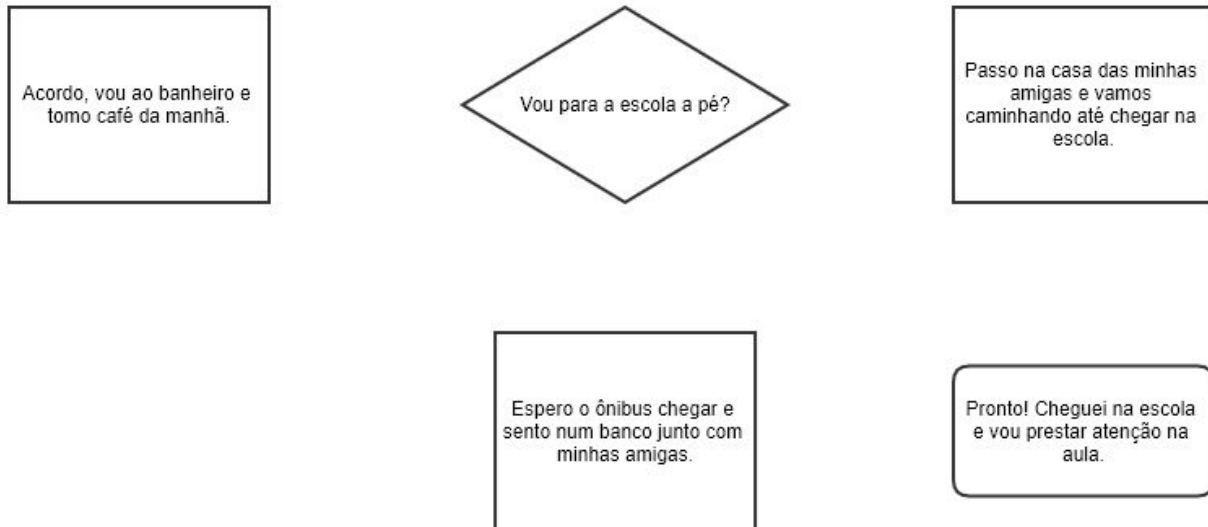 Acordo, vou ao banheiro e
tomo café da manhã.
Vou para a escola a pé?
Passo na casa das minhas
amigas e vamos
caminhando até chegar na
escola.
Espero o ônibus chegar e
sento num banco junto com
minhas amigas.
Pronto! Cheguei na escola
e vou prestar atenção na
aula.